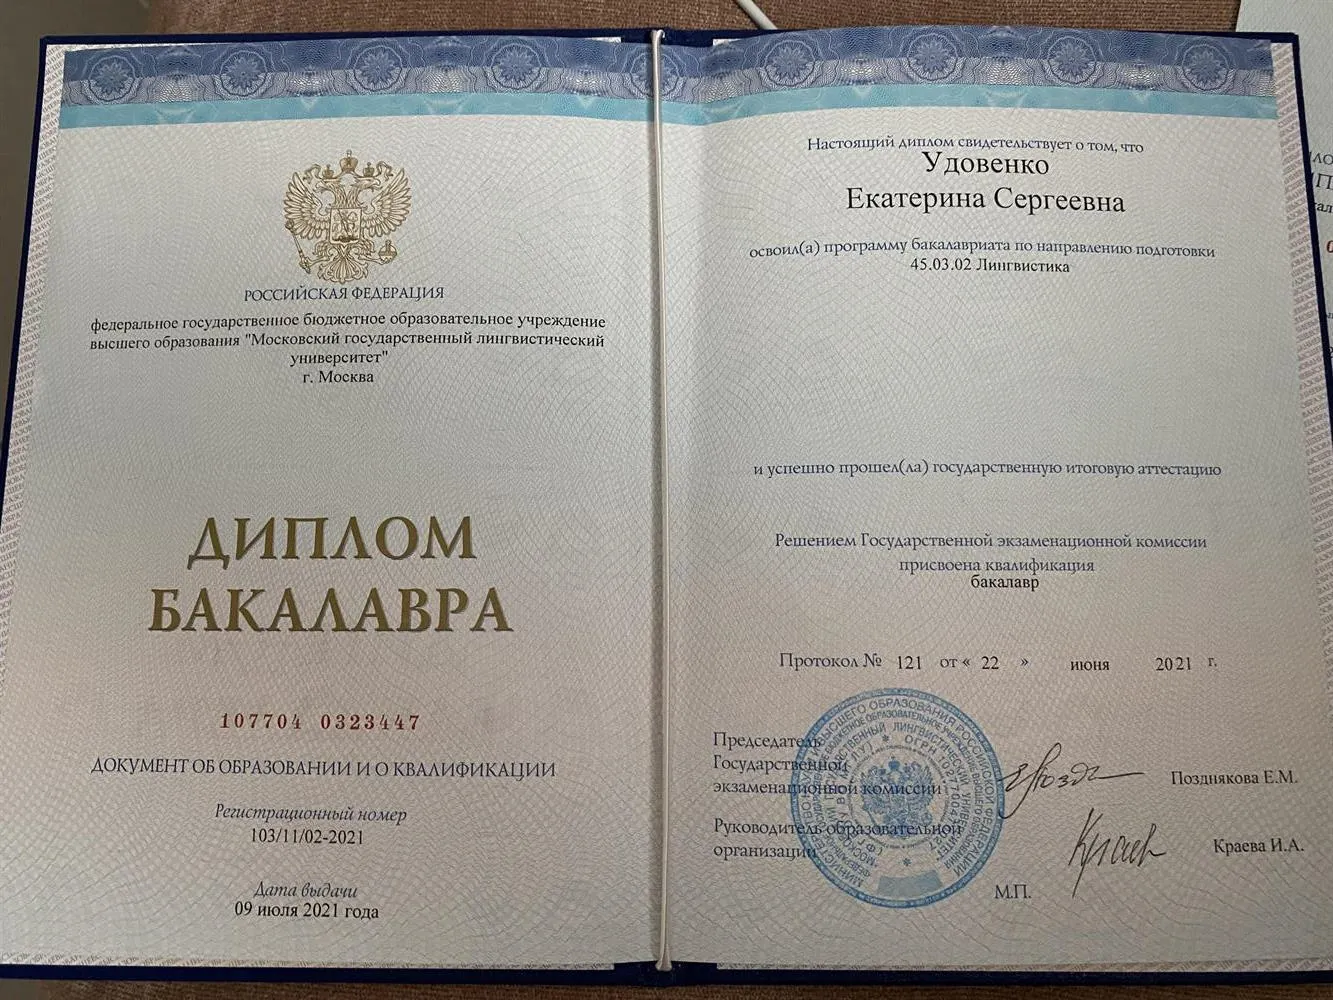 РОССИЙСКАЯ ФЕДЕРАЦИЯ
федеральное государственное бюджетное образовательное учреждение
высшего образования "Московский государственный лингвистический
университет"
г. Москва
ДИПЛОМ
БАКАЛАВРА
107704 0323447
ДОКУМЕНТ ОБ ОБРАЗОВАНИИ И О КВАЛИФИКАЦИИ
Регистрационный номер
103/11/02-2021
Дата выдачи
09 июля 2021 года
Настоящий диплом свидетельствует о том, что
Удовенко
Екатерина Сергеевна
освоил(а) программу бакалавриата по направлению подготовки
45.03.02 Лингвистика
и успешно прошел(ла) государственную итоговую аттестацию
Решением Государственной экзаменационной комиссии
присвоена квалификация
бакалавр
Протокол № 121 от « 22 » июня 2021 г.
Председатель
Государственной
экзаменационной комиссии
Позднякова Е.М.
Руководитель образовательной
организации
Краева И.А.
М.П.